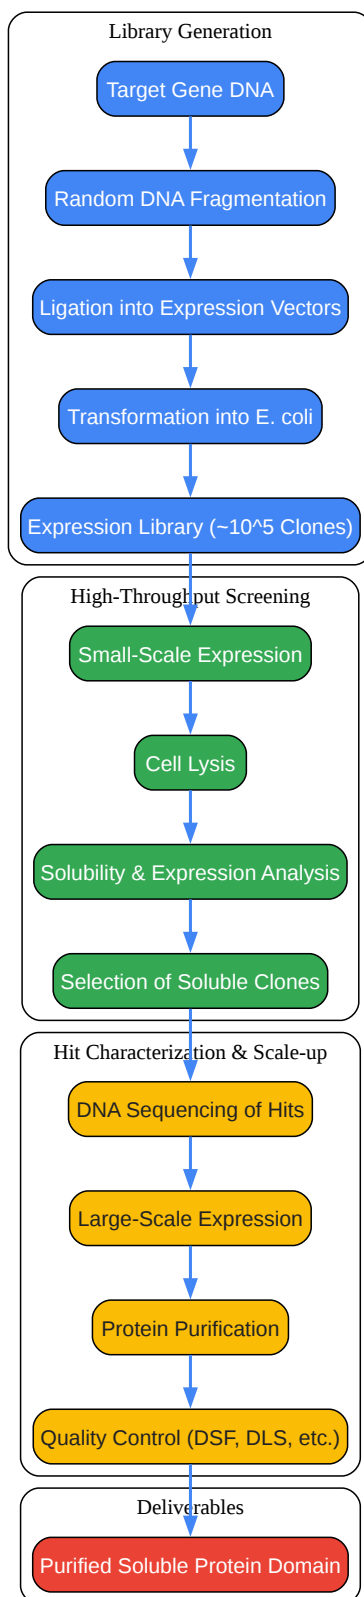 Library Generation
Target Gene DNA
Random DNA Fragmentation
Ligation into Expression Vectors
Transformation into E. coli
Expression Library (~10^5 Clones)
High-Throughput Screening
Small-Scale Expression
Cell Lysis
Solubility & Expression Analysis
Selection of Soluble Clones
Hit Characterization & Scale-up
DNA Sequencing of Hits
Large-Scale Expression
Protein Purification
Quality Control (DSF, DLS, etc.)
Deliverables
Purified Soluble Protein Domain